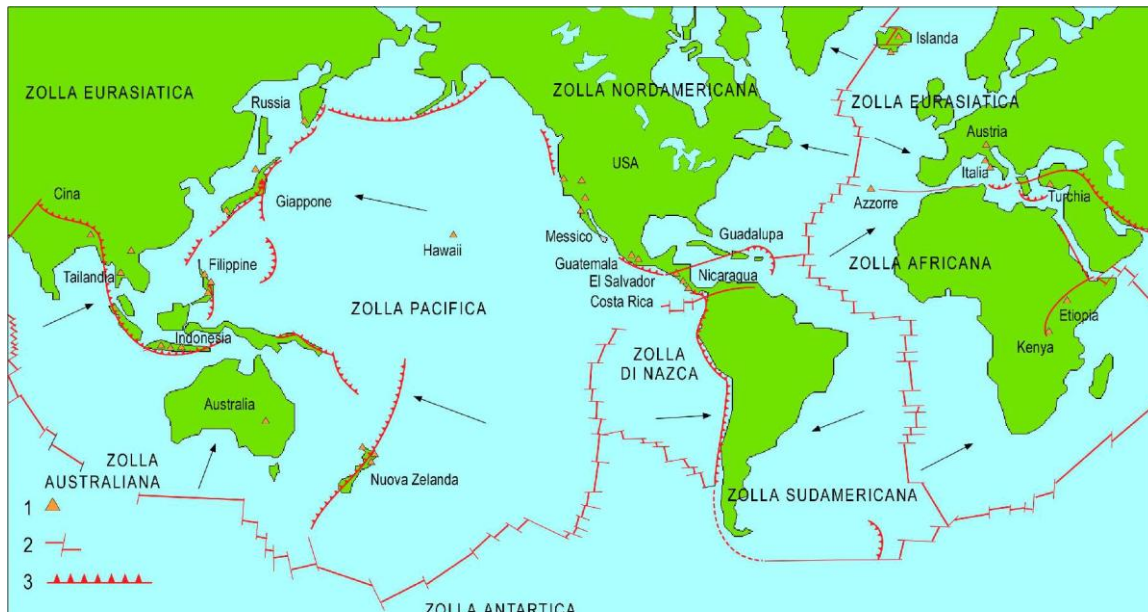 Islanda
ZOLLA EURASIATICA
ZOLLA NORDAMERICANA
ZOLLA EURASIATICA
Russia
Austria
USA
Italia
Cina
Giappone
Azzorre
Turchia
Messico
Guadalupa
Hawaii
Tailandia
Filippine
Guatemala
El Salvador
Nicaragua
ZOLLA AFRICANA
Costa Rica
ZOLLA PACIFICA
Etiopia
Indonesia
Kenya
ZOLLA
DI NAZCA
Australia
ZOLLA
AUSTRALIANA
Nuova Zelanda
ZOLLA SUDAMERICANA
1
2
3
ZOLLA ANTARTICA